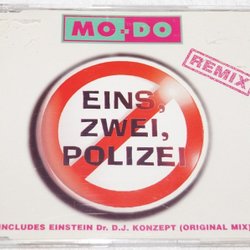 MO-DO
REMIX
EINS,
ZWEI,
POLIZEI
INCLUDES EINSTEIN Dr. D.J. KONZEPT (ORIGINAL MIX)